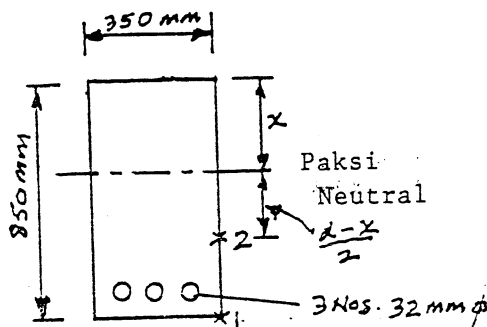 350 mm
850 mm
x
Paksi
Neutral
d-x
2
2
3 Nos. 32 mm ϕ
1